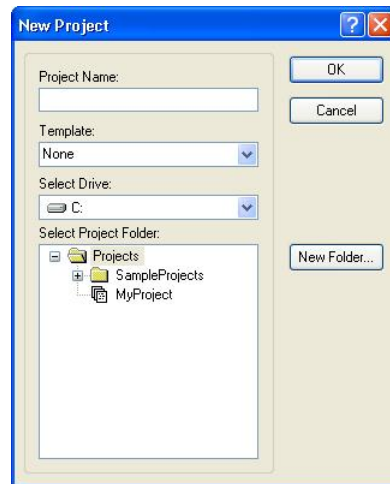 New Project
Project Name:
OK
Cancel
Template:
None
Select Drive:
C:
Select Project Folder:
Projects
New Folder...
SampleProjects
MyProject